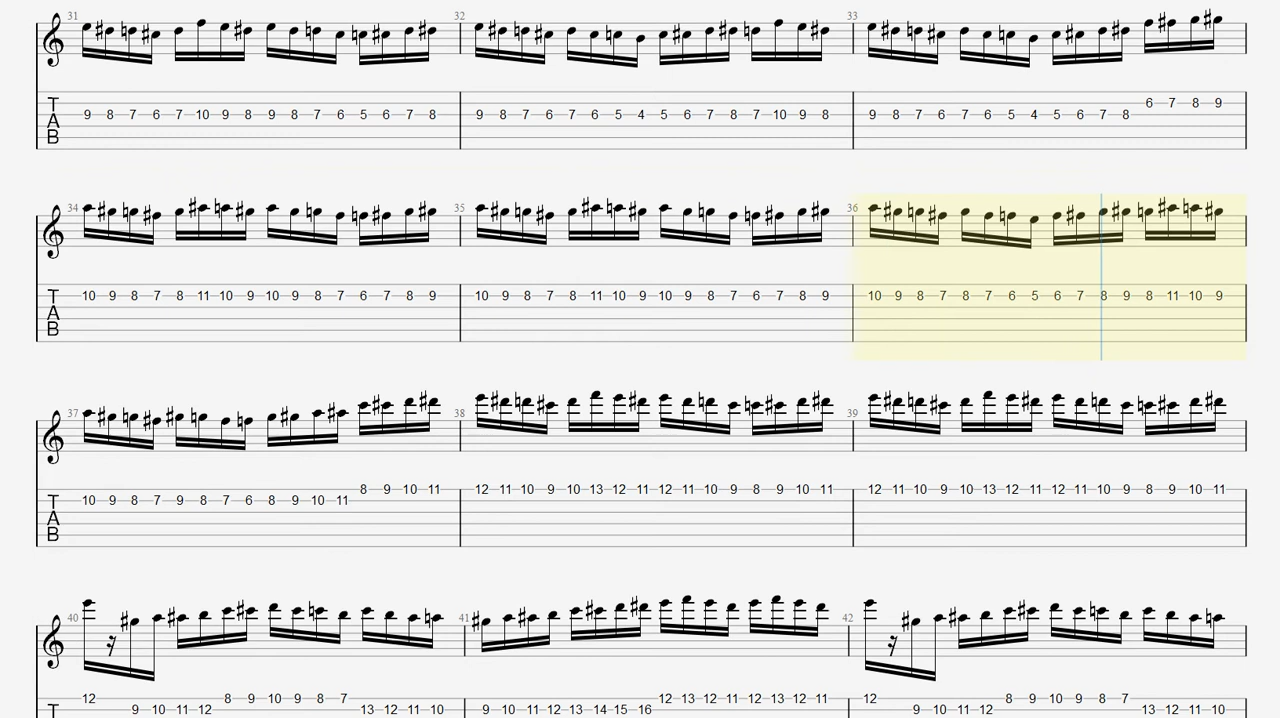 31 32 33
T A B 9 8 7 6 7 10 9 8 9 8 7 6 5 6 7 8 9 8 7 6 7 6 5 4 5 6 7 8 7 10 9 8 9 8 7 6 7 6 5 4 5 6 7 8 6 7 8 9
34 35 36
T A B 10 9 8 7 8 11 10 9 10 9 8 7 6 7 8 9 10 9 8 7 8 11 10 9 10 9 8 7 6 7 8 9 10 9 8 7 8 7 6 5 6 7 8 9 8 11 10 9
37 38 39
T A B 10 9 8 7 9 8 7 6 8 9 10 11 8 9 10 11 12 11 10 9 10 13 12 11 12 11 10 9 8 9 10 11 12 11 10 9 10 13 12 11 12 11 10 9 8 9 10 11
40 41 42
12 9 10 11 12 8 9 10 9 8 7 13 12 11 10 9 10 11 12 13 14 15 16 12 13 12 11 12 13 12 11 12 9 10 11 12 8 9 10 9 8 7 13 12 11 10